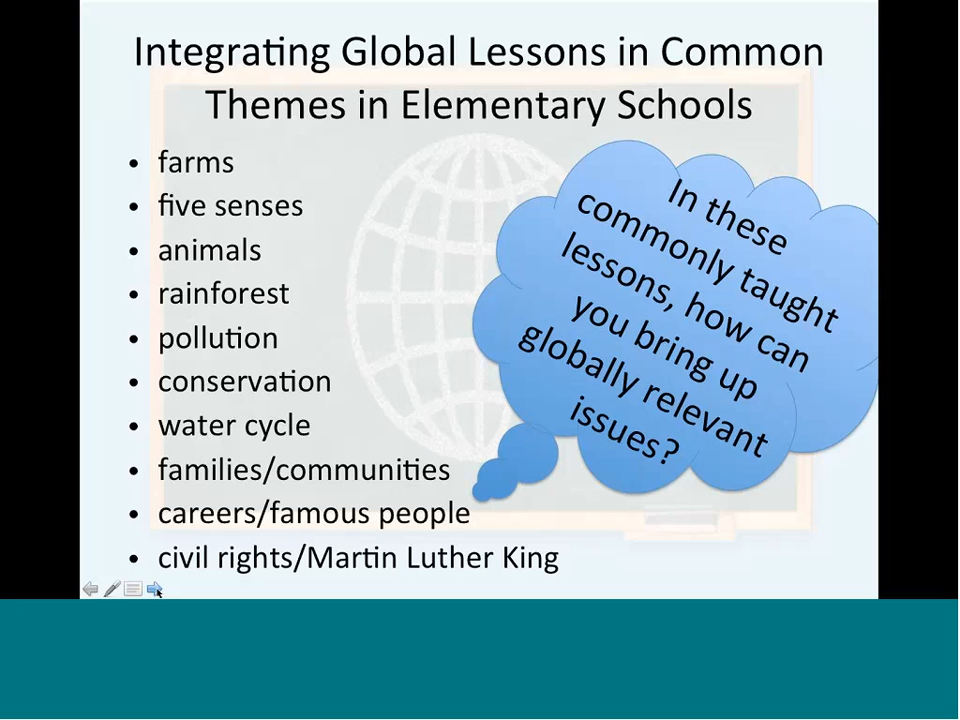 Integrating Global Lessons in Common
Themes in Elementary Schools
• farms
• five senses
• animals
• rainforest
• pollution
• conservation
• water cycle
• families/communities
• careers/famous people
• civil rights/Martin Luther King
In these
commonly taught
lessons, how can
you bring up
globally relevant
issues?